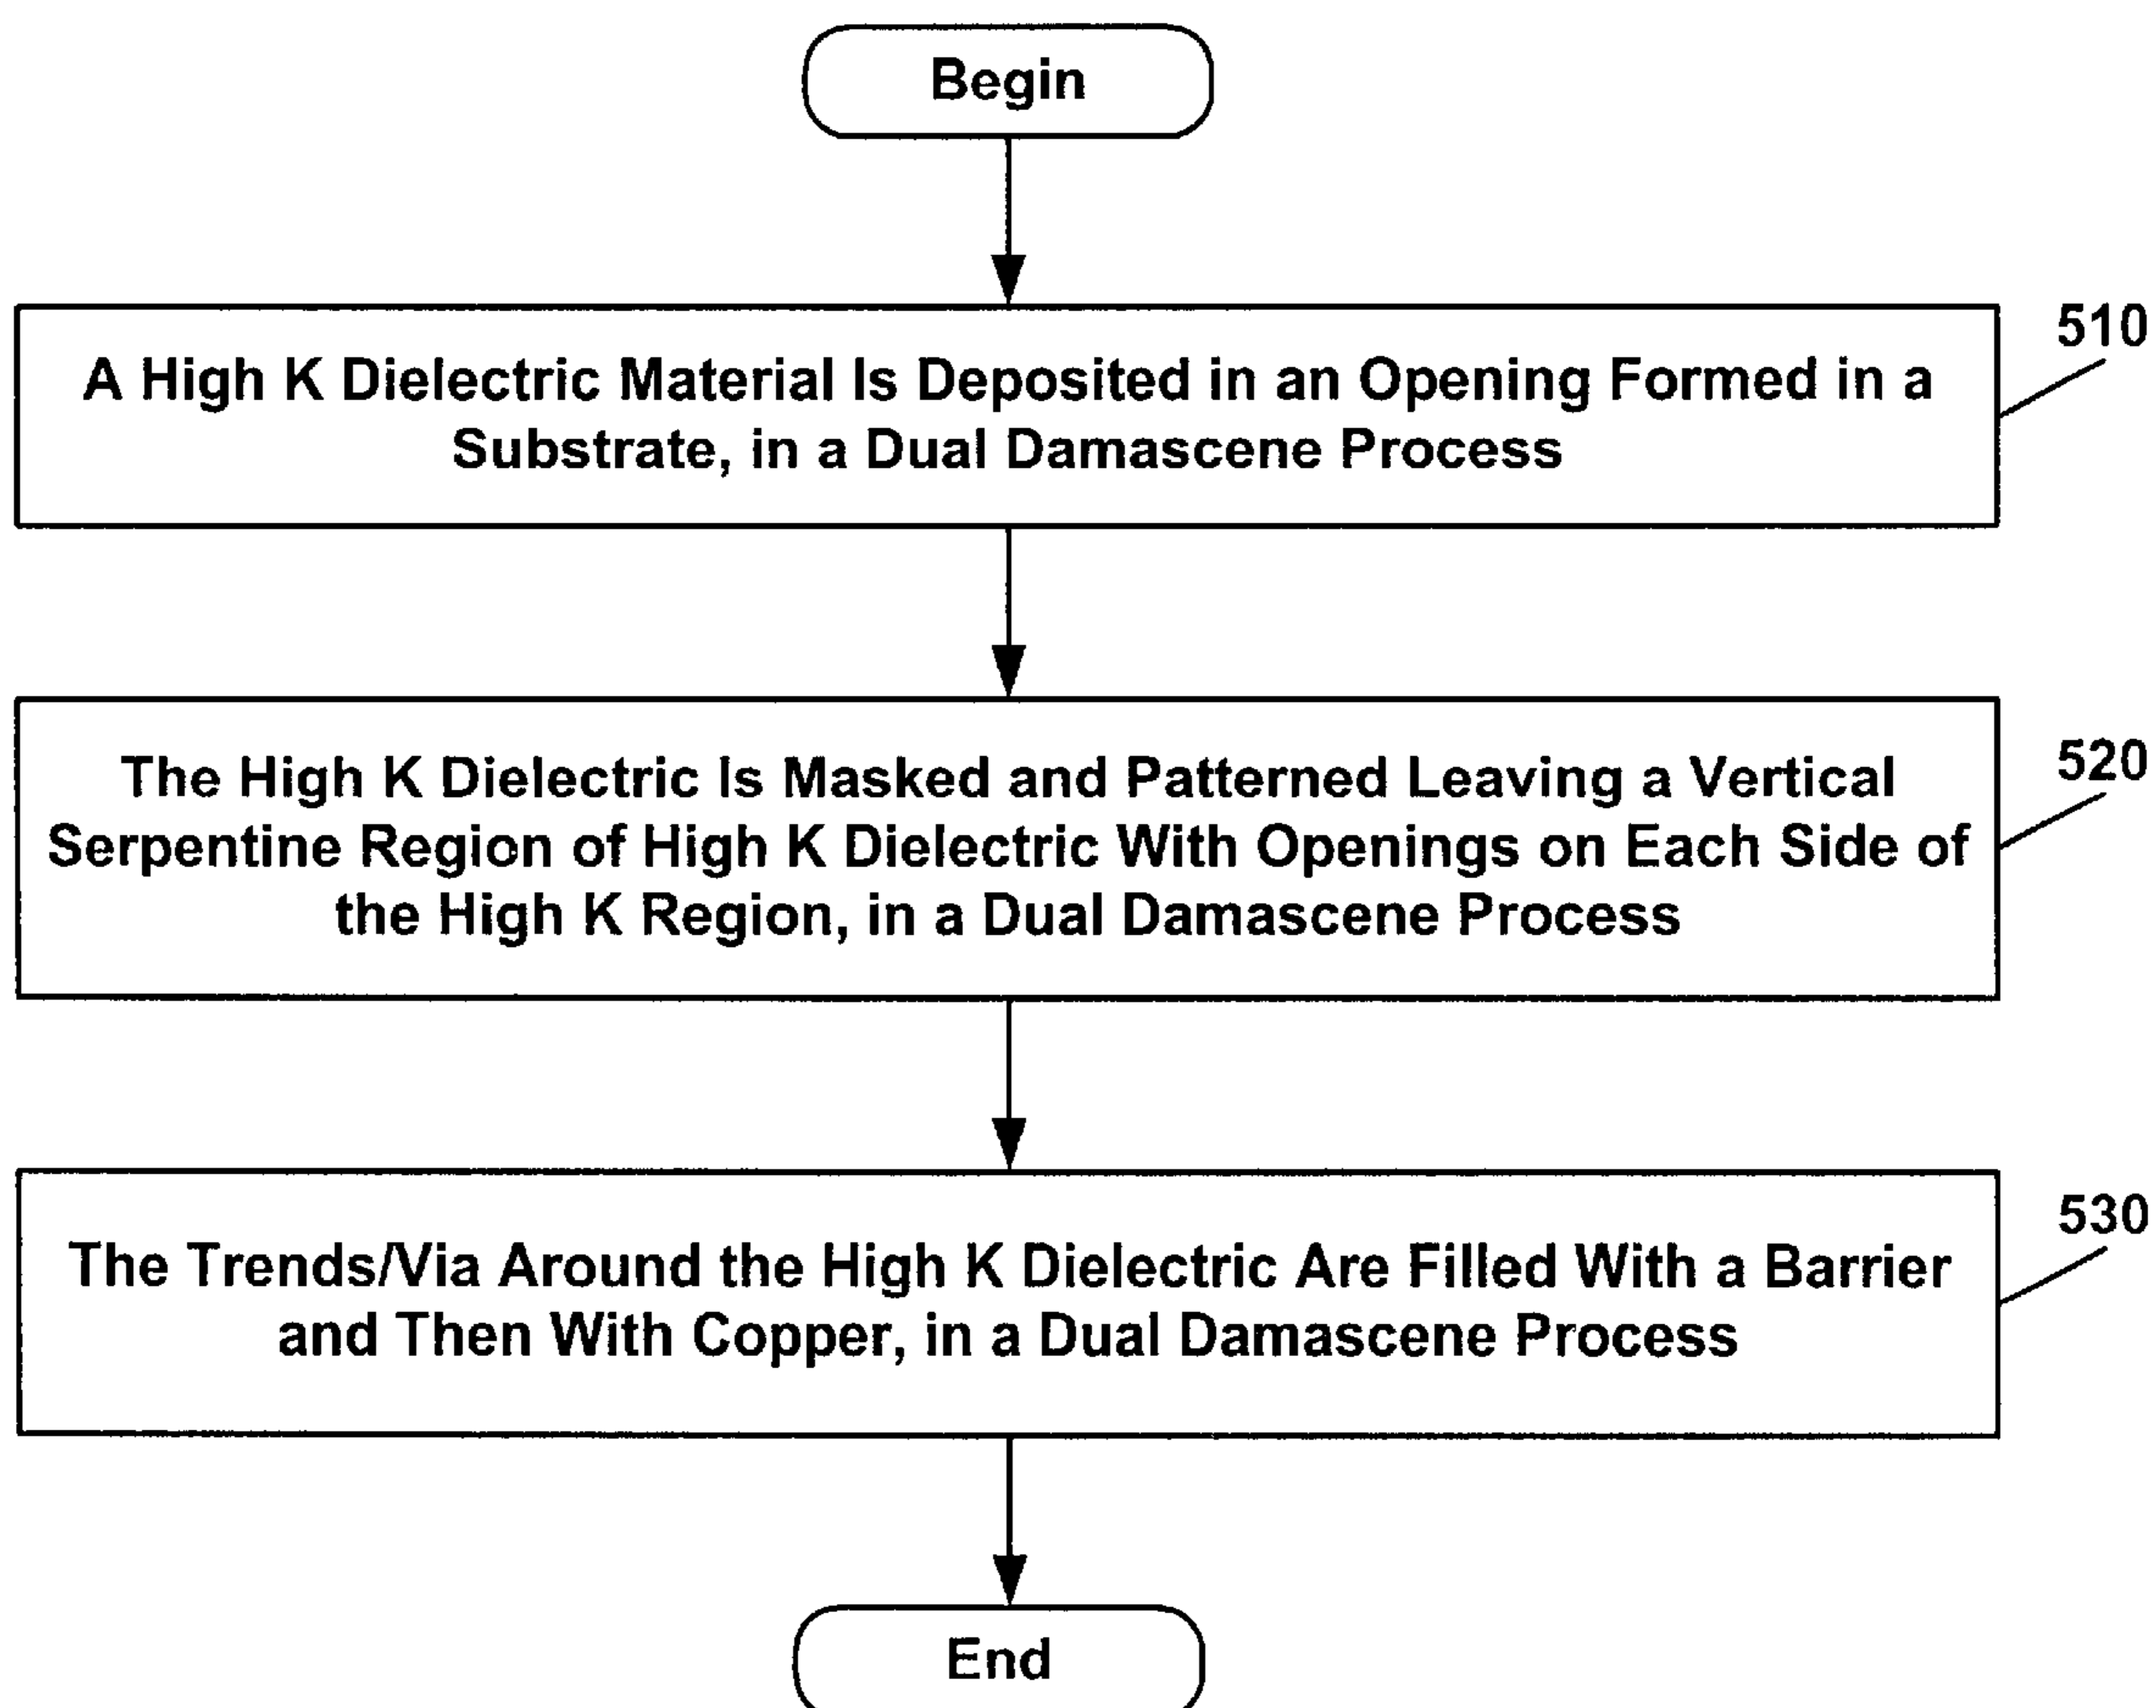 Begin
510
A High K Dielectric Material Is Deposited in an Opening Formed in a
Substrate, in a Dual Damascene Process
520
The High K Dielectric Is Masked and Patterned Leaving a Vertical
Serpentine Region of High K Dielectric With Openings on Each Side of
the High K Region, in a Dual Damascene Process
530
The Trends/Via Around the High K Dielectric Are Filled With a Barrier
and Then With Copper, in a Dual Damascene Process
End